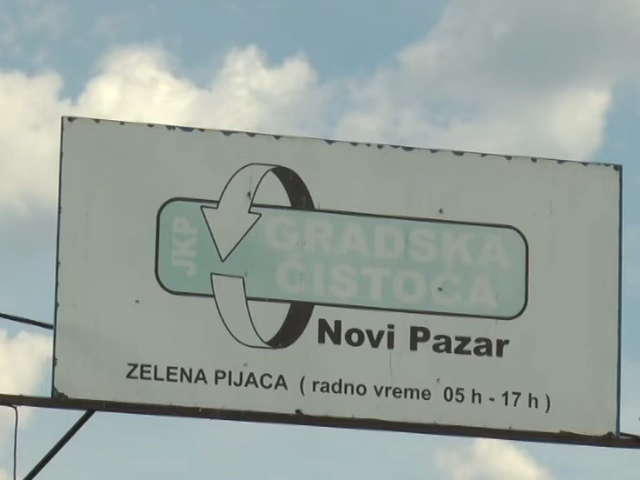 JKP
GRADSKA
ČISTOĆA
Novi Pazar
ZELENA PIJACA ( radno vreme 05 h - 17 h )